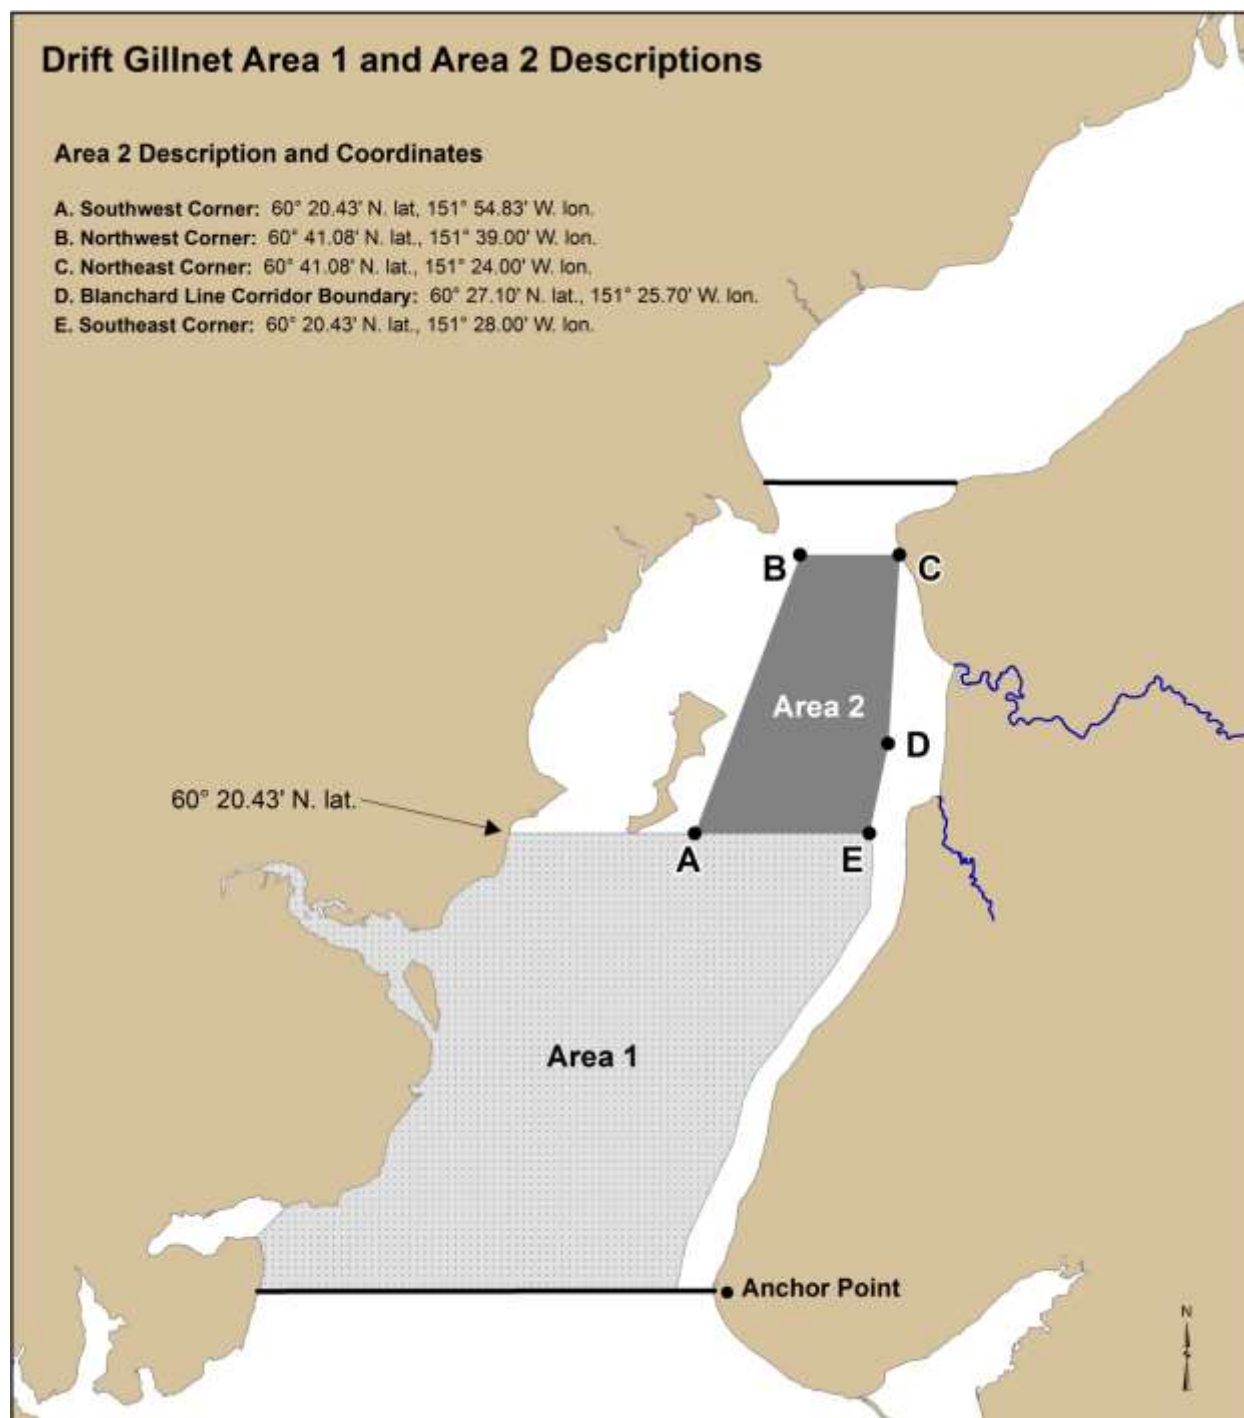 Drift Gillnet Area 1 and Area 2 Descriptions
Area 2 Description and Coordinates
A. Southwest Corner: 60° 20.43' N. lat, 151° 54.83' W. lon.
B. Northwest Corner: 60° 41.08' N. lat., 151° 39.00' W. lon.
C. Northeast Corner: 60° 41.08' N. lat., 151° 24.00' W. lon.
D. Blanchard Line Corridor Boundary: 60° 27.10' N. lat., 151° 25.70' W. lon.
E. Southeast Corner: 60° 20.43' N. lat., 151° 28.00' W. lon.
B
C
Area 2
D
60° 20.43' N. lat.
A
E
Area 1
Anchor Point
N